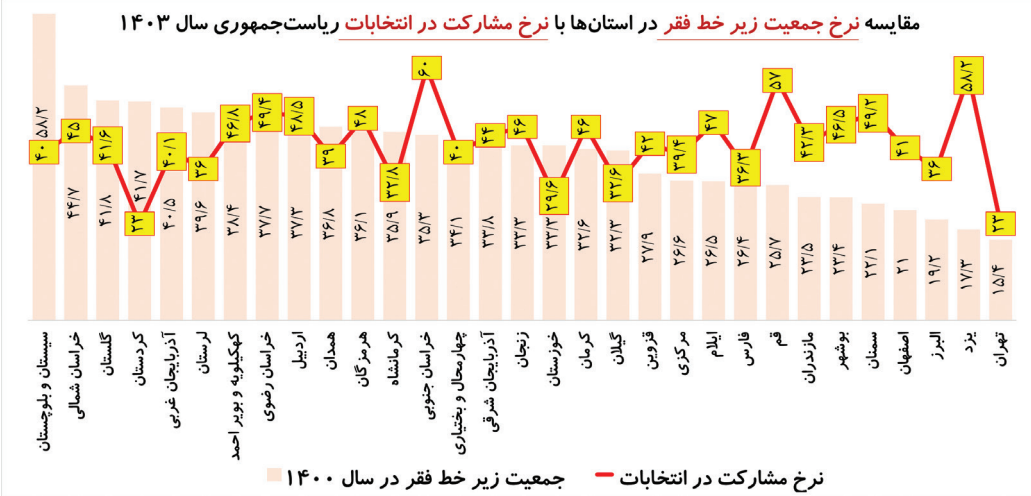 مقایسه نرخ جمعیت زیر خط فقر در استان‌ها با نرخ مشارکت در انتخابات ریاست‌جمهوری سال ۱۴۰۳
۴۰ ۴۵ ۴۱/۶ ۲۳ ۴۰/۱ ۳۶ ۴۶/۸ ۴۹/۴ ۴۸/۵ ۳۹ ۴۸ ۳۲/۸ ۶۰ ۴۰ ۴۴ ۴۶ ۲۹/۶ ۴۶ ۳۲/۶ ۴۲ ۳۹/۴ ۴۷ ۳۶/۳ ۵۷ ۴۲/۳ ۴۶/۵ ۴۹/۲ ۴۱ ۳۶ ۵۸/۲ ۲۳
۵۸/۲ ۴۴/۷ ۴۱/۸ ۴۱/۷ ۴۰/۵ ۳۹/۶ ۳۸/۴ ۳۷/۷ ۳۷/۳ ۳۶/۸ ۳۶/۱ ۳۵/۹ ۳۵/۳ ۳۴/۱ ۳۳/۸ ۳۳/۳ ۳۳/۳ ۳۲/۶ ۳۲/۳ ۲۷/۹ ۲۶/۶ ۲۶/۵ ۲۶/۴ ۲۵/۷ ۲۳/۵ ۲۳/۴ ۲۲/۱ ۲۱ ۱۹/۲ ۱۷/۳ ۱۵/۴
سیستان و بلوچستان
خراسان شمالی
گلستان
کردستان
آذربایجان غربی
لرستان
کهکیلویه و بویر احمد
خراسان رضوی
اردبیل
همدان
هرمزگان
کرمانشاه
خراسان جنوبی
چهارمحال و بختیاری
آذربایجان شرقی
زنجان
خوزستان
کرمان
گیلان
قزوین
مرکزی
ایلام
فارس
قم
مازندران
بوشهر
سمنان
اصفهان
البرز
یزد
تهران
نرخ مشارکت در انتخابات
جمعیت زیر خط فقر در سال ۱۴۰۰